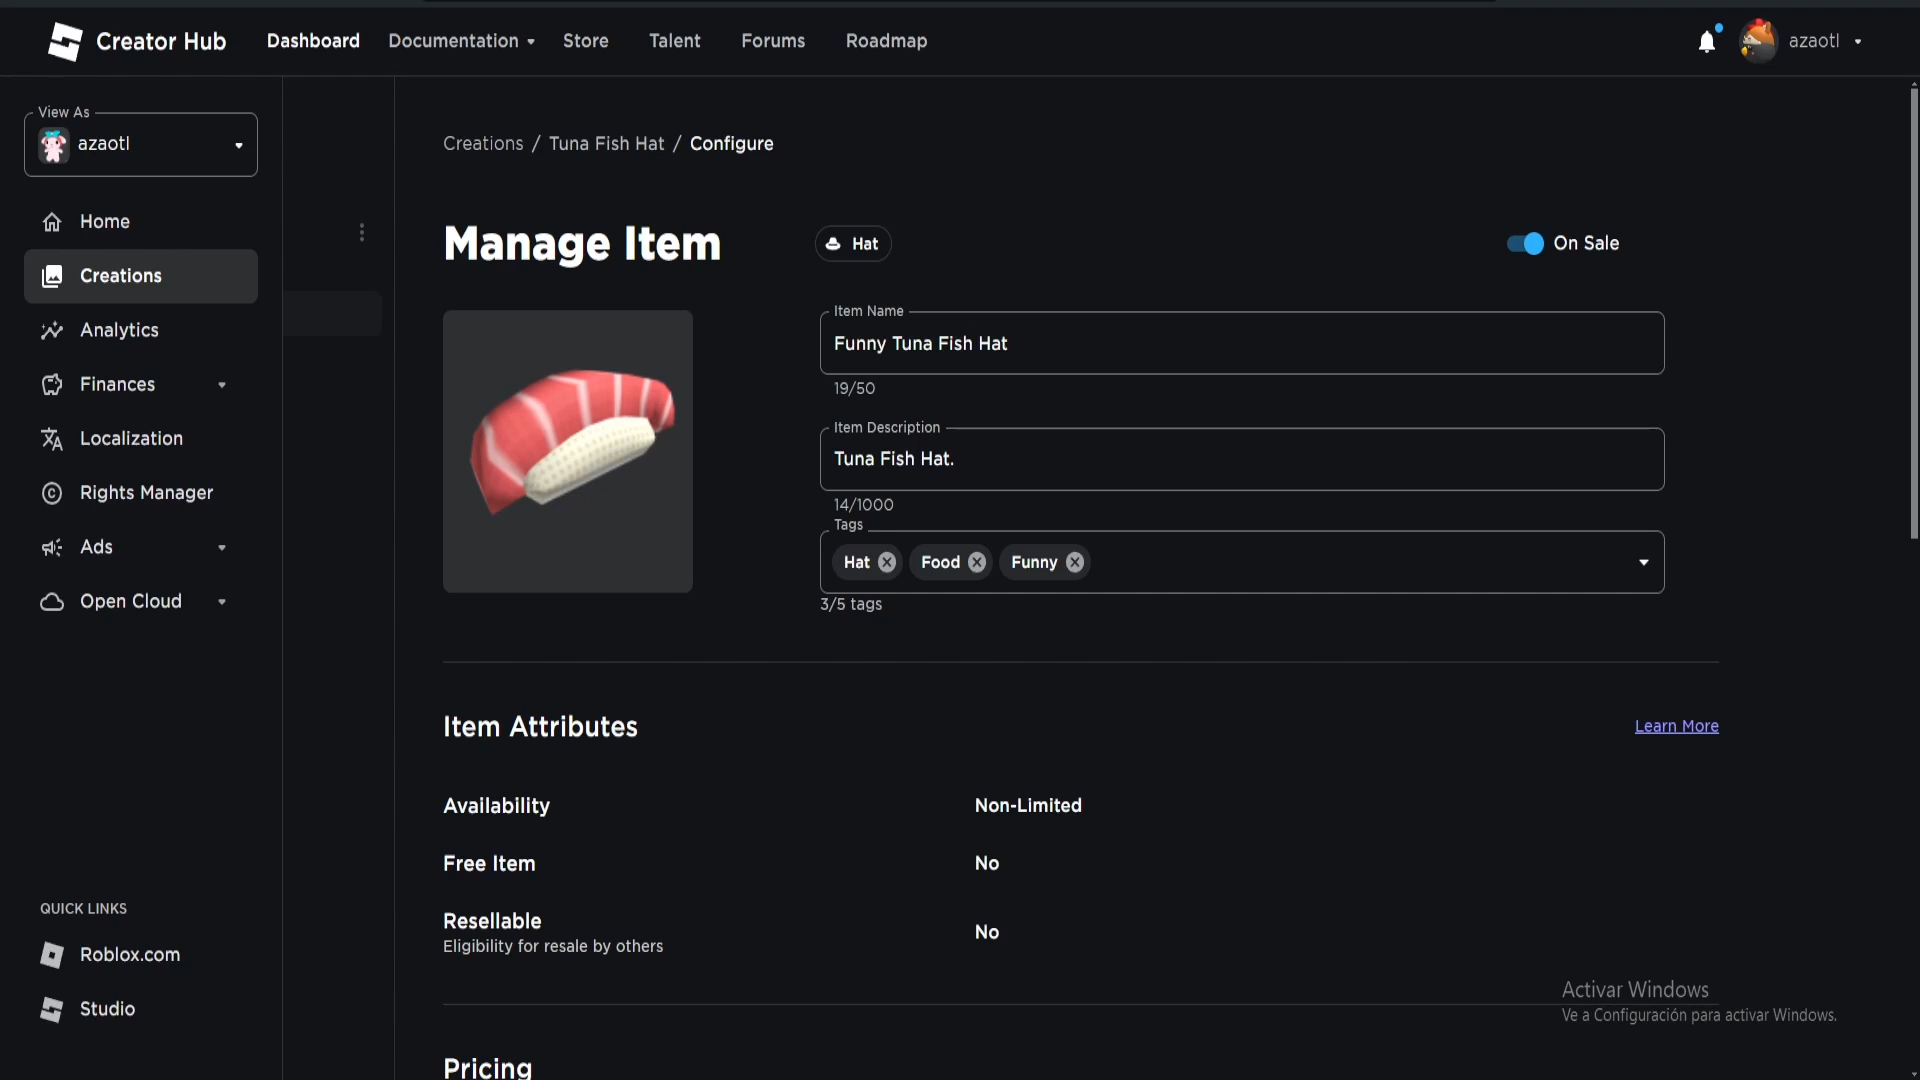 Creator Hub
Dashboard
Documentation
Store
Talent
Forums
Roadmap
azaotl
View As
azaotl
Home
Creations
Analytics
Finances
Localization
Rights Manager
Ads
Open Cloud
QUICK LINKS
Roblox.com
Studio
Creations / Tuna Fish Hat / Configure
Manage Item
Hat
On Sale
Item Name
Funny Tuna Fish Hat
19/50
Item Description
Tuna Fish Hat.
14/1000
Tags
Hat
Food
Funny
3/5 tags
Item Attributes
Learn More
Availability
Non-Limited
Free Item
No
Resellable
Eligibility for resale by others
No
Pricing
Activar Windows
Ve a Configuración para activar Windows.